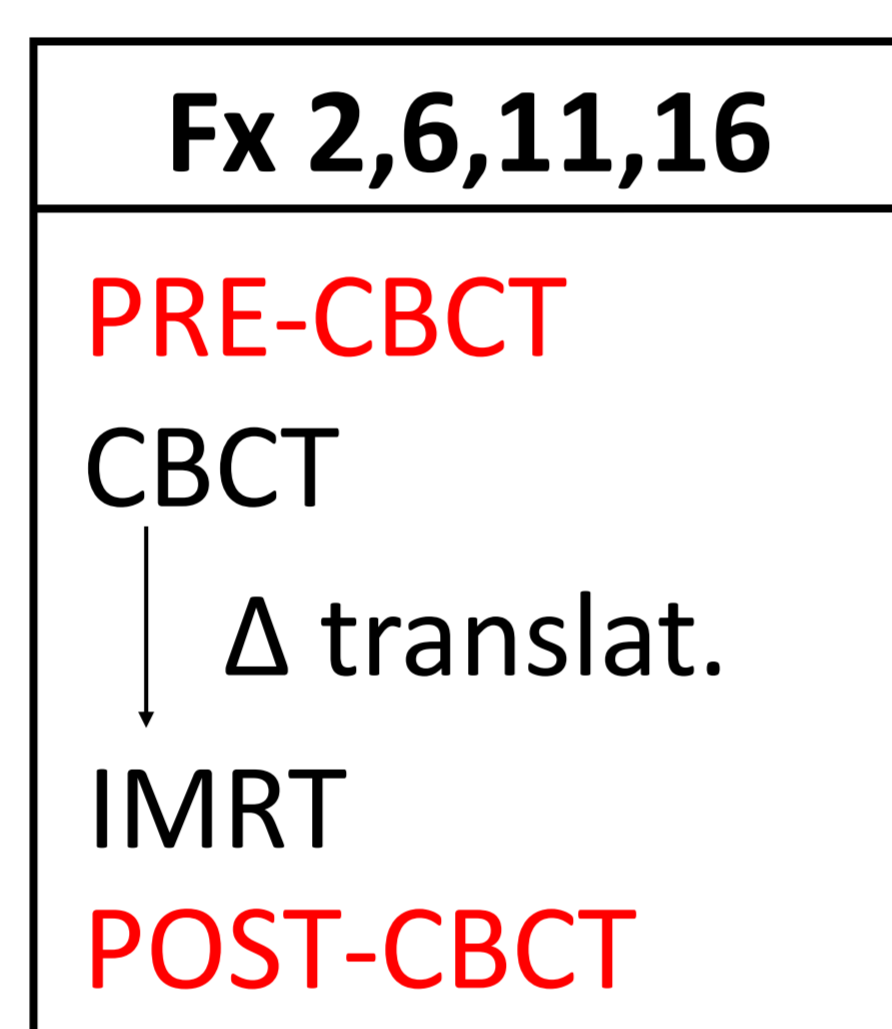 Fx 2,6,11,16
PRE-CBCT
CBCT
Δ translat.
IMRT
POST-CBCT